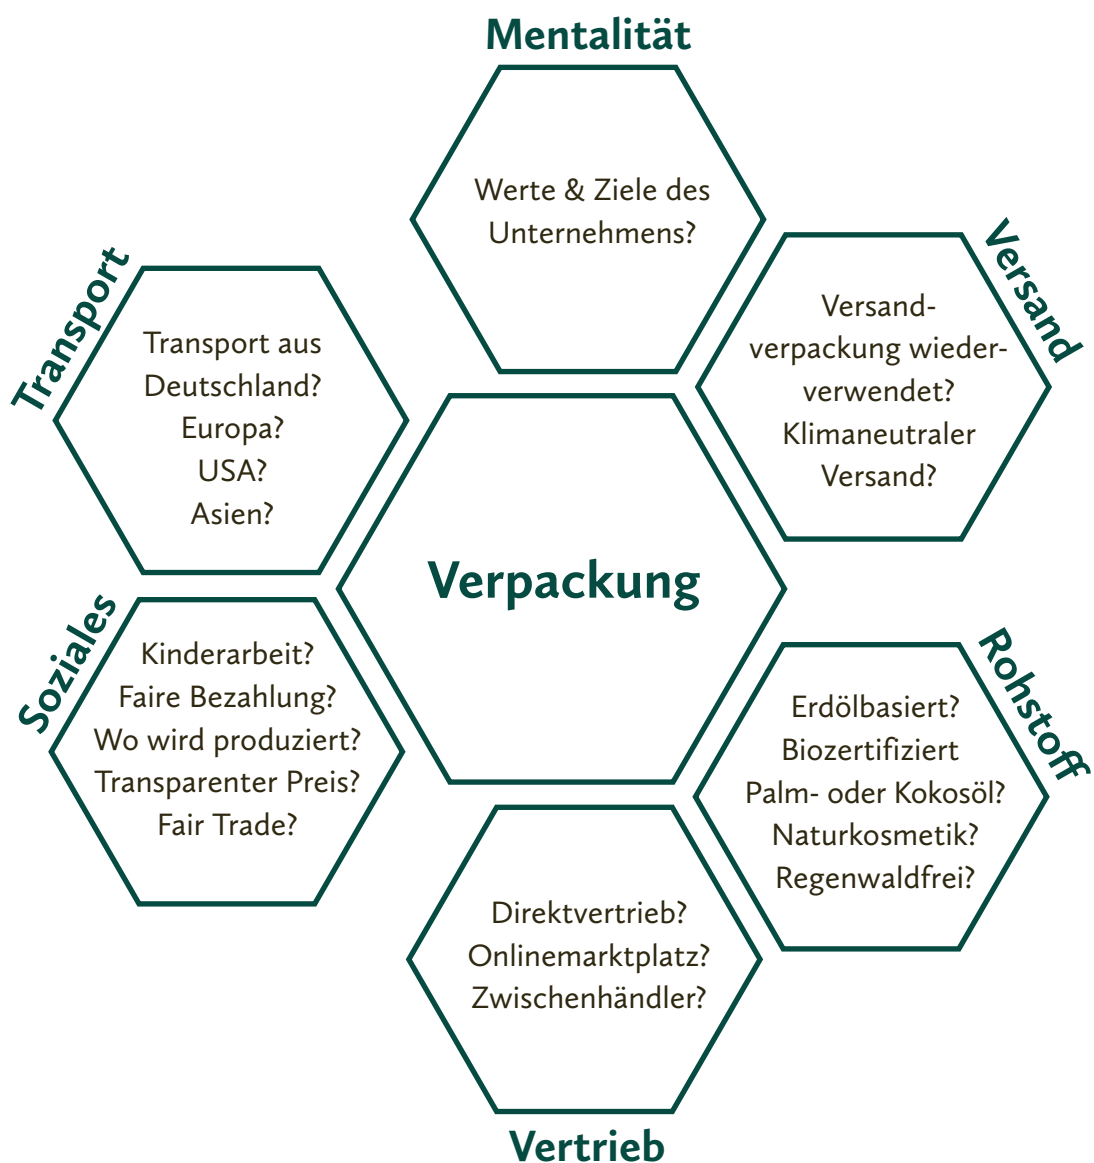 Mentalität
Werte & Ziele des
Unternehmens?
Versand
Versand-
verpackung wieder-
verwendet?
Klimaneutraler
Versand?
Transport
Transport aus
Deutschland?
Europa?
USA?
Asien?
Verpackung
Soziales
Kinderarbeit?
Faire Bezahlung?
Wo wird produziert?
Transparenter Preis?
Fair Trade?
Rohstoff
Erdölbasiert?
Biozertifiziert
Palm- oder Kokosöl?
Naturkosmetik?
Regenwaldfrei?
Direktvertrieb?
Onlinemarktplatz?
Zwischenhändler?
Vertrieb